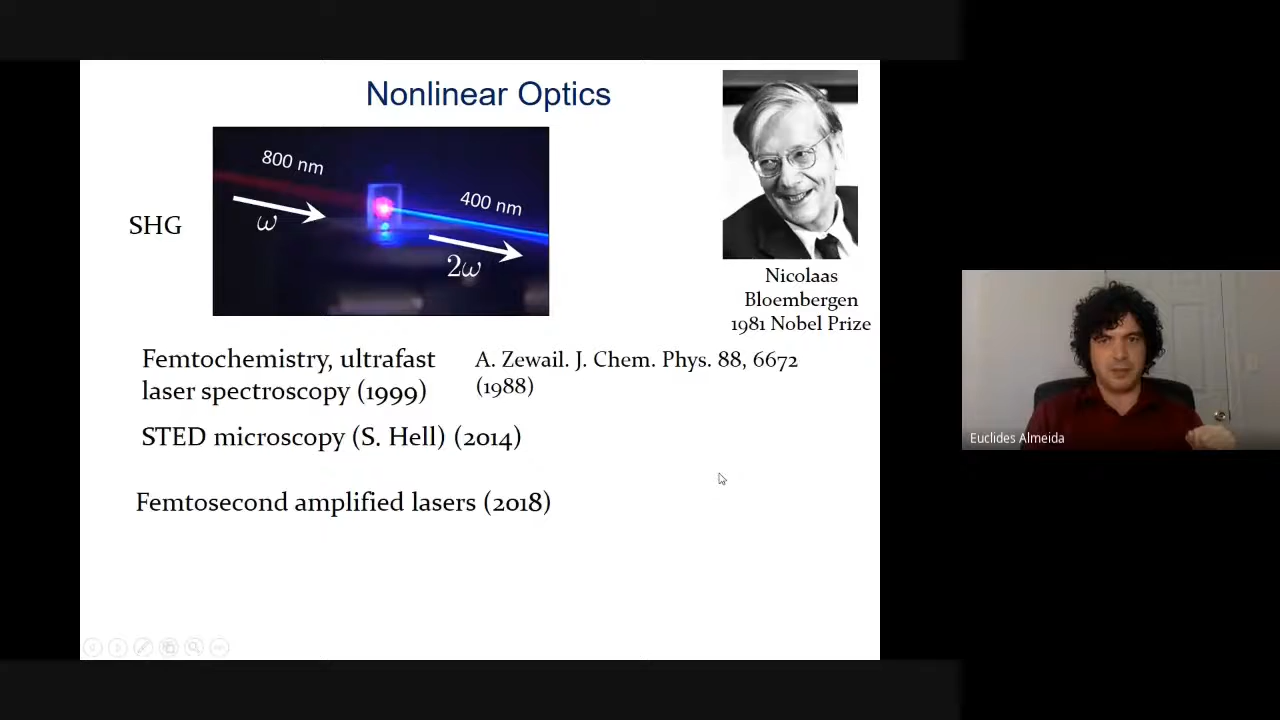 Nonlinear Optics
800 nm
ω
400 nm
2ω
SHG
Nicolaas
Bloembergen
1981 Nobel Prize
Femtochemistry, ultrafast
laser spectroscopy (1999)
A. Zewail. J. Chem. Phys. 88, 6672
(1988)
STED microscopy (S. Hell) (2014)
Femtosecond amplified lasers (2018)
Euclides Almeida